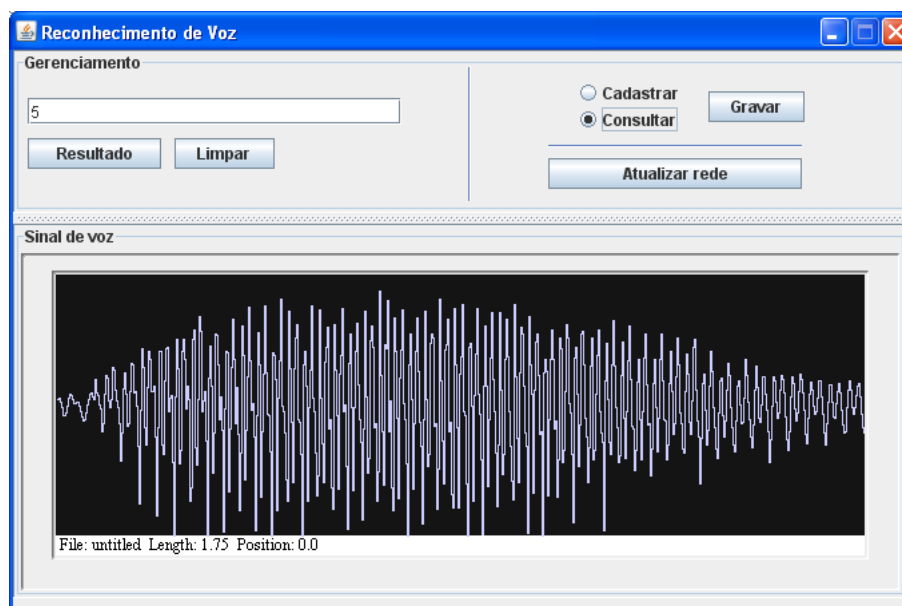 Reconhecimento de Voz
Gerenciamento
5
Resultado Limpar
Cadastrar
Consultar
Gravar
Atualizar rede
Sinal de voz
File: untitled Length: 1.75 Position: 0.0